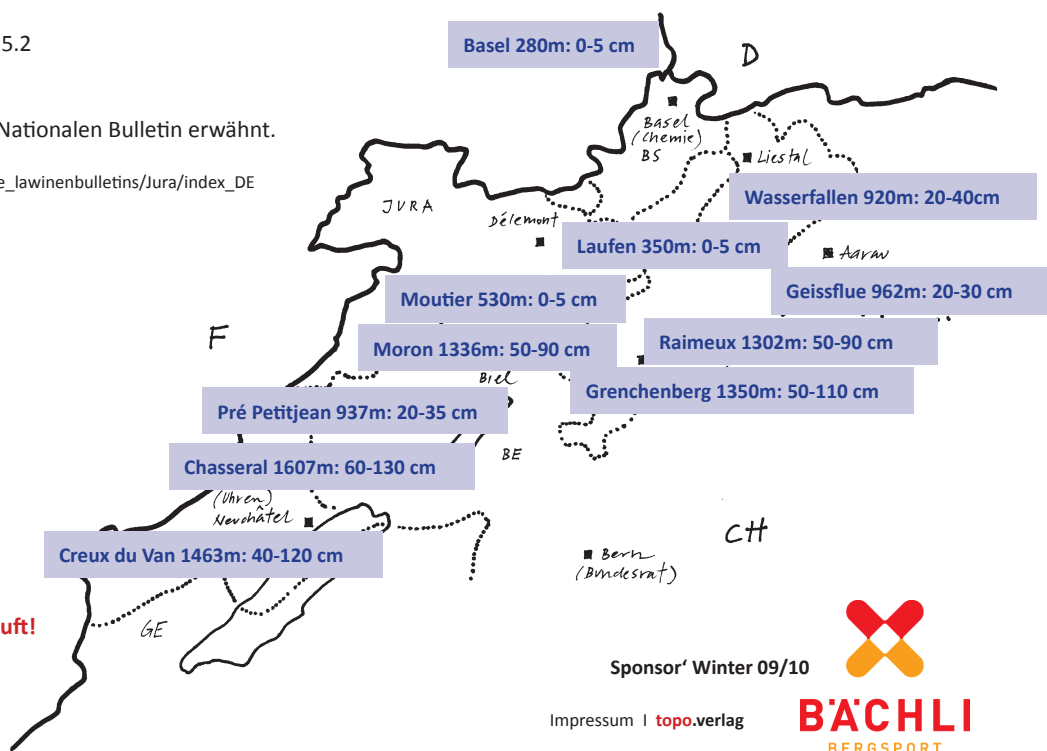 5.2
Basel 280m: 0-5 cm
D
Nationalen Bulletin erwähnt.
Basel
(Chemie)
BS
Liestal
e_lawinenbulletins/Jura/index_DE
Wasserfallen 920m: 20-40cm
JURA
Délemont
Laufen 350m: 0-5 cm
Aarau
Moutier 530m: 0-5 cm
Geissflue 962m: 20-30 cm
F
Moron 1336m: 50-90 cm
Raimeux 1302m: 50-90 cm
Biel
Grenchenberg 1350m: 50-110 cm
Pré Petitjean 937m: 20-35 cm
BE
Chasseral 1607m: 60-130 cm
(Uhren)
Neuchâtel
CH
Creux du Van 1463m: 40-120 cm
Bern
(Bundesrat)
uft!
GE
Sponsor‘ Winter 09/10
Impressum I topo.verlag
BÄCHLI
BERGSPORT